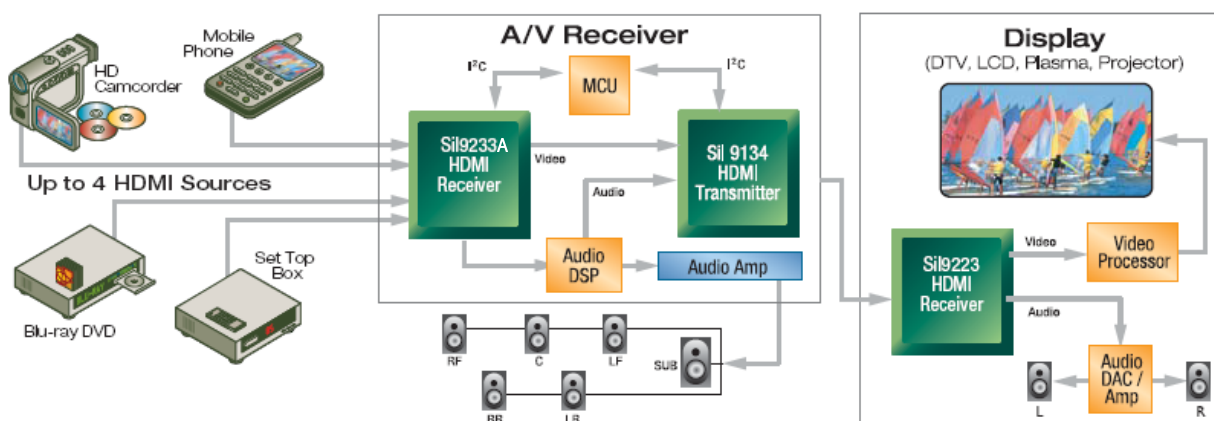 Mobile
Phone
HD
Camcorder
Up to 4 HDMI Sources
Set Top
Box
Blu-ray DVD
A/V Receiver
I²C
MCU
I²C
SiI9233A
HDMI
Receiver
Video
SiI 9134
HDMI
Transmitter
Audio
Audio
DSP
Audio Amp
RF
C
LF
SUB
RR
LR
Display
(DTV, LCD, Plasma, Projector)
SiI9223
HDMI
Receiver
Video
Video
Processor
Audio
Audio
DAC /
Amp
L
R